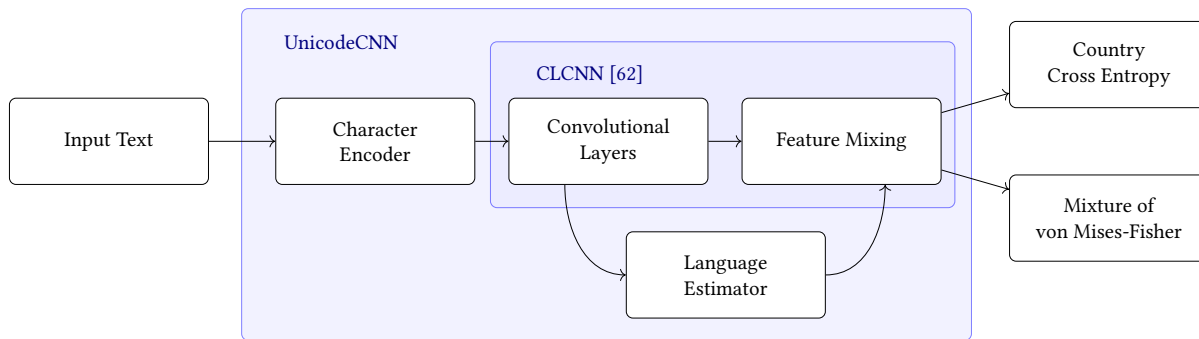 UnicodeCNN
CLCNN [62]
Input Text
Character
Encoder
Convolutional
Layers
Feature Mixing
Language
Estimator
Country
Cross Entropy
Mixture of
von Mises-Fisher